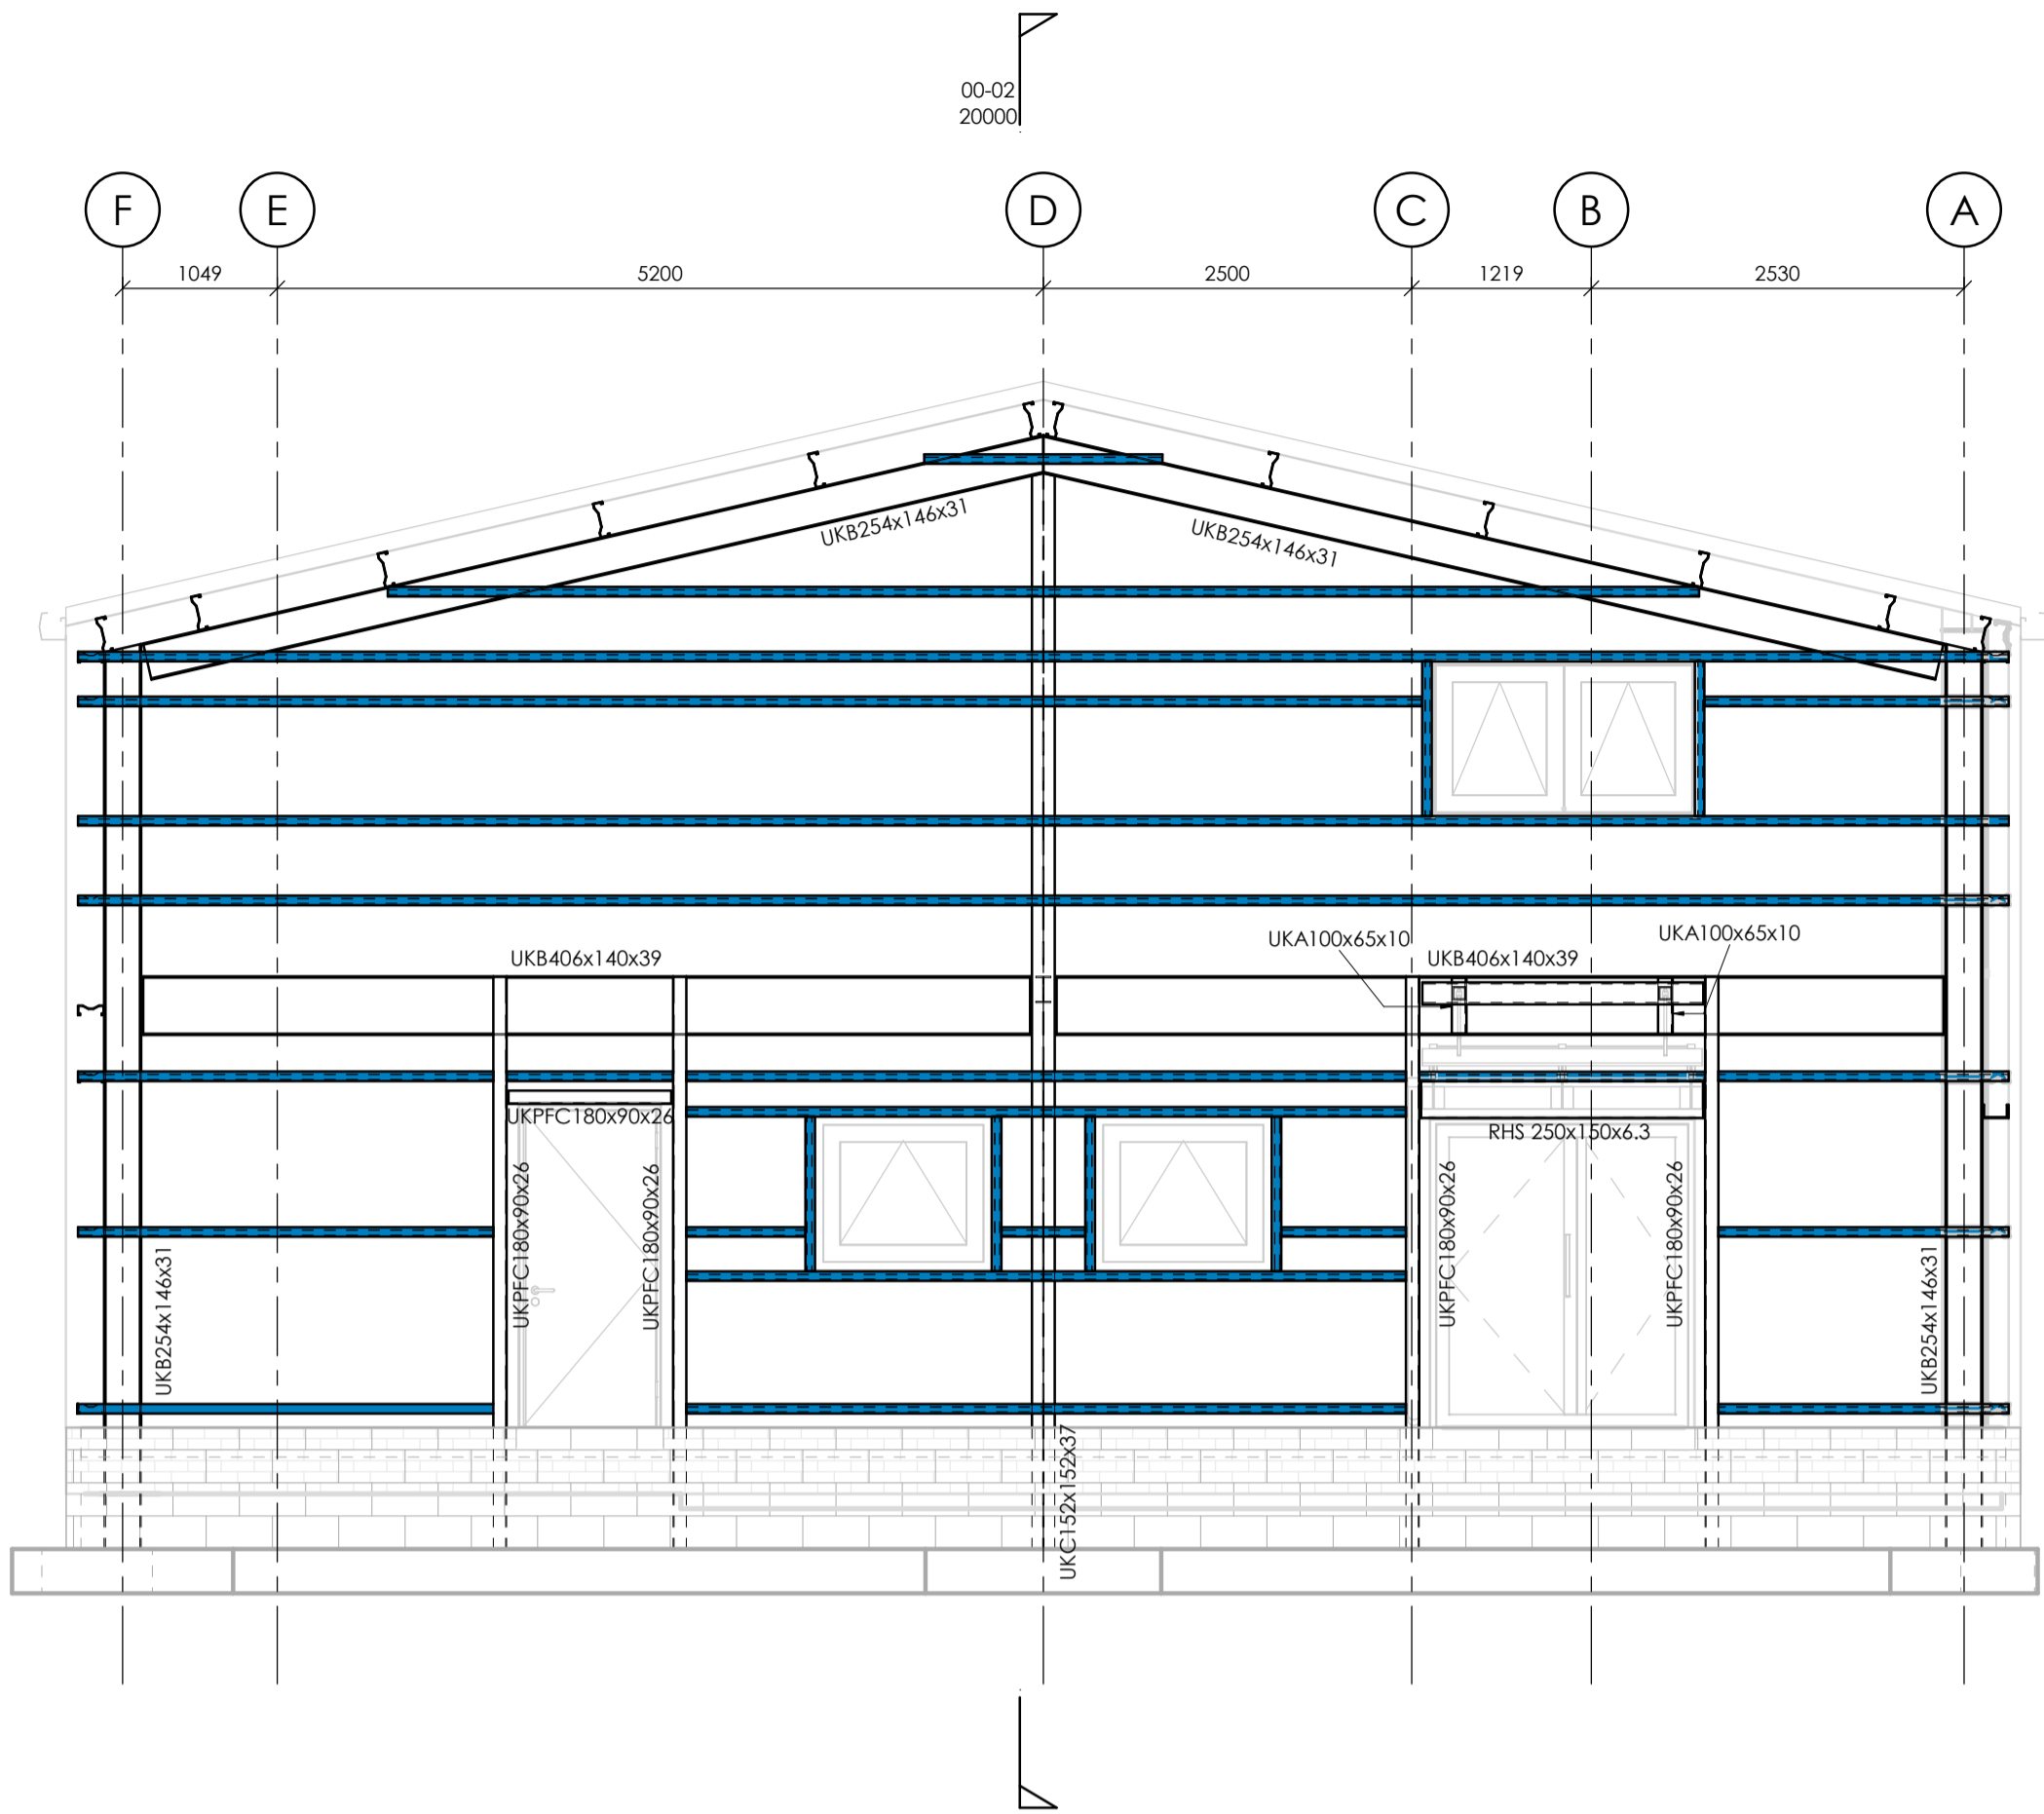 00-02
20000
F E D C B A
1049 5200 2500 1219 2530
UKB254x146x31
UKB254x146x31
UKA100x65x10
UKA100x65x10
UKB406x140x39
UKB406x140x39
UKPFC180x90x26
RHS 250x150x6.3
UKPFC180x90x26
UKPFC180x90x26
UKPFC180x90x26
UKPFC180x90x26
UKB254x146x31
UKB254x146x31
UKC152x152x37